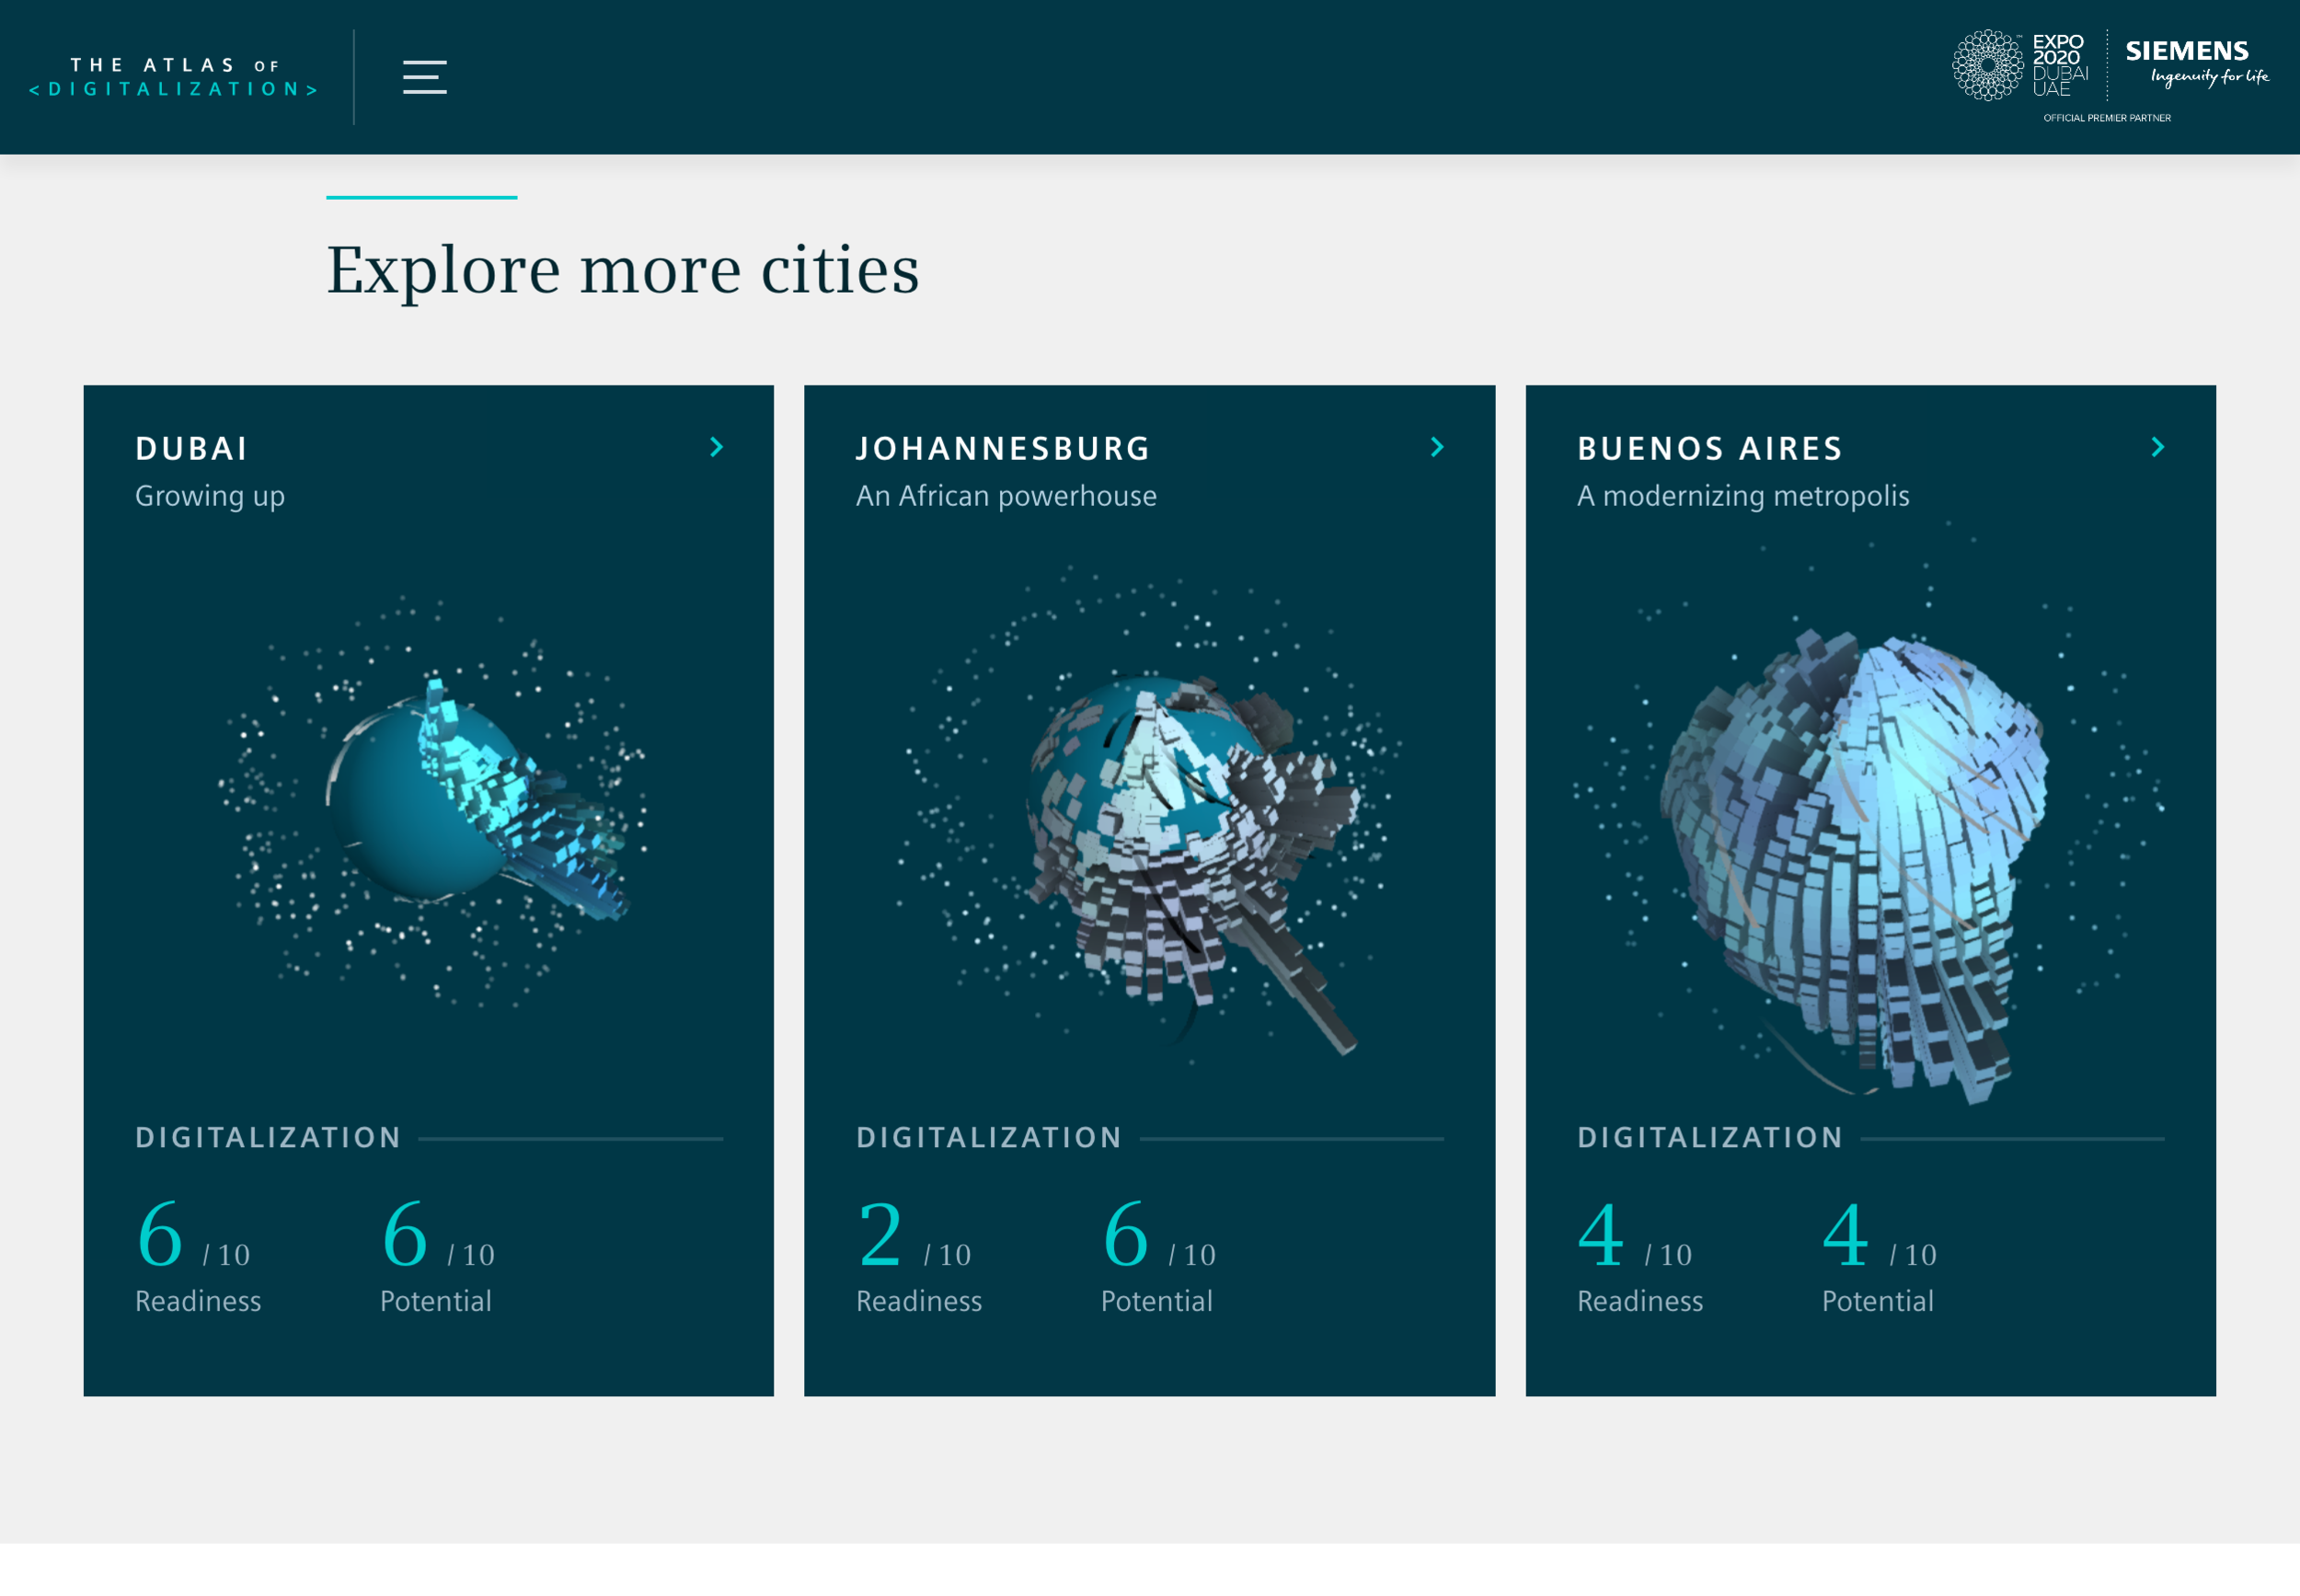 THE ATLAS OF
<DIGITALIZATION>
EXPO
2020
DUBAI
UAE
SIEMENS
Ingenuity for life
OFFICIAL PREMIER PARTNER
Explore more cities
DUBAI
Growing up
DIGITALIZATION
6 / 10
Readiness
6 / 10
Potential
JOHANNESBURG
An African powerhouse
DIGITALIZATION
2 / 10
Readiness
6 / 10
Potential
BUENOS AIRES
A modernizing metropolis
DIGITALIZATION
4 / 10
Readiness
4 / 10
Potential